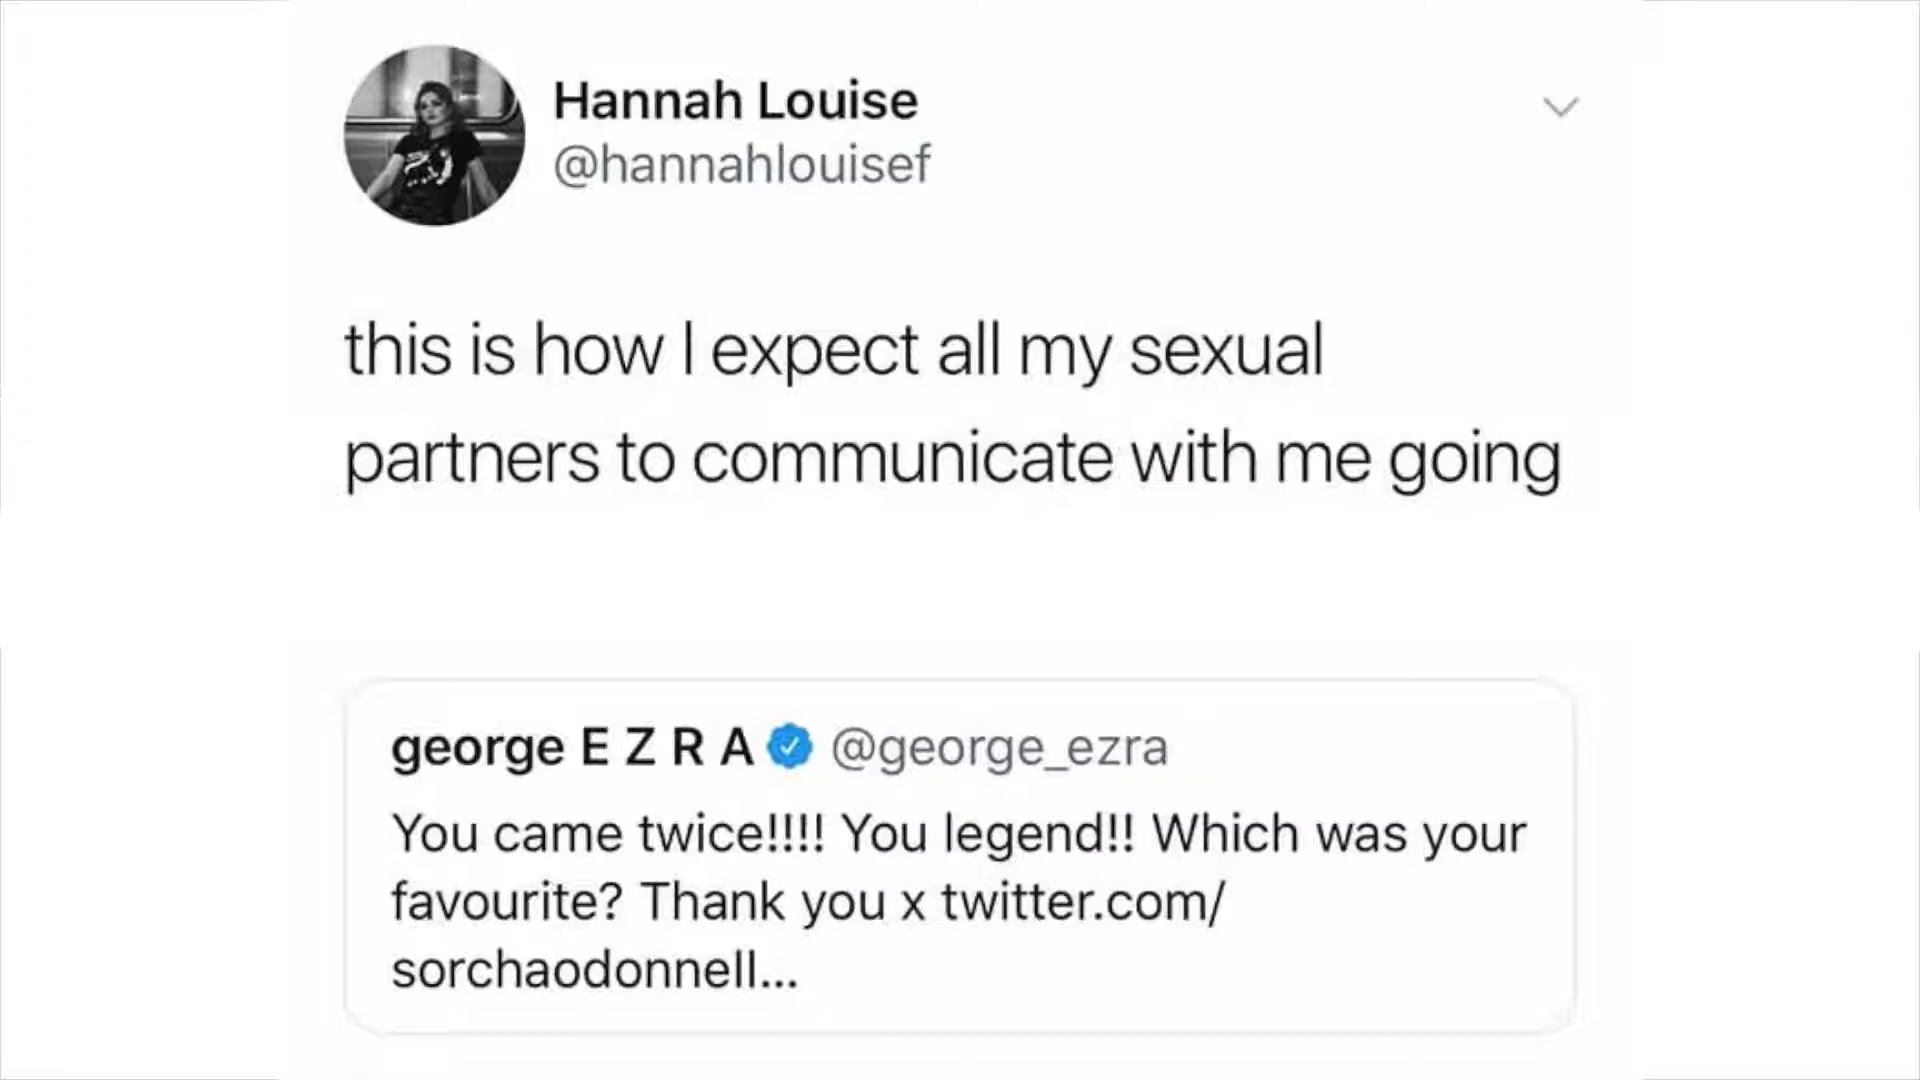 Hannah Louise
@hannahlouisef
this is how I expect all my sexual
partners to communicate with me going
george E Z R A @george_ezra
You came twice!!!! You legend!! Which was your
favourite? Thank you x twitter.com/
sorchaodonnell...